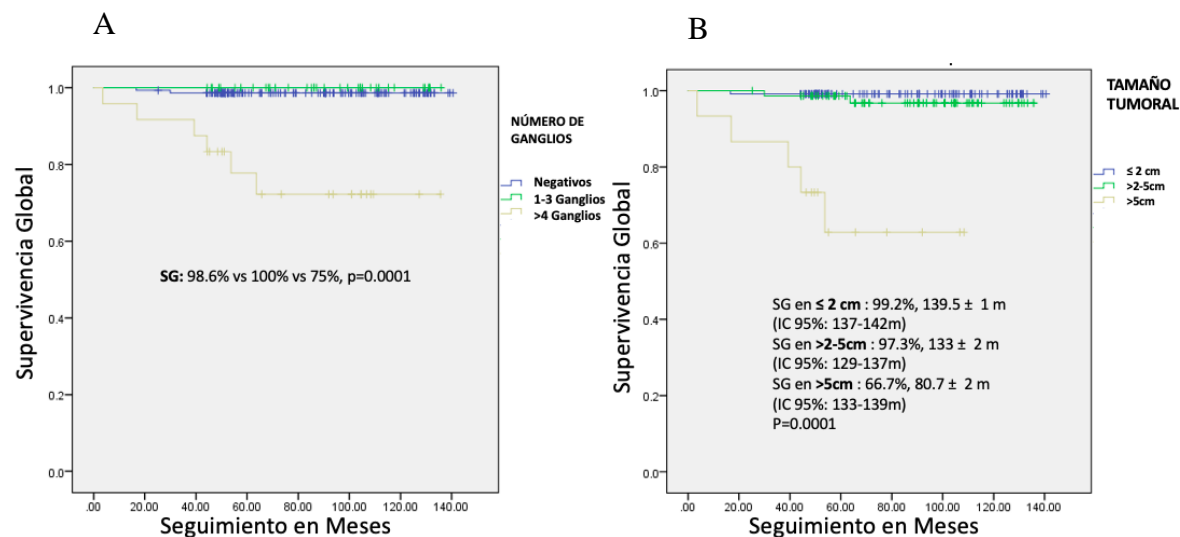 A
Supervivencia Global
1.0
0.8
0.6
0.4
0.2
0.0
.00 20.00 40.00 60.00 80.00 100.00 120.00 140.00
Seguimiento en Meses
SG: 98.6% vs 100% vs 75%, p=0.0001
NÚMERO DE
GANGLIOS
Negativos
1-3 Ganglios
>4 Ganglios
B
Supervivencia Global
1.0
0.8
0.6
0.4
0.2
0.0
.00 20.00 40.00 60.00 80.00 100.00 120.00 140.00
Seguimiento en Meses
SG en ≤ 2 cm : 99.2%, 139.5 ± 1 m
(IC 95%: 137-142m)
SG en >2-5cm : 97.3%, 133 ± 2 m
(IC 95%: 129-137m)
SG en >5cm : 66.7%, 80.7 ± 2 m
(IC 95%: 133-139m)
P=0.0001
TAMAÑO
TUMORAL
≤ 2 cm
>2-5cm
>5cm